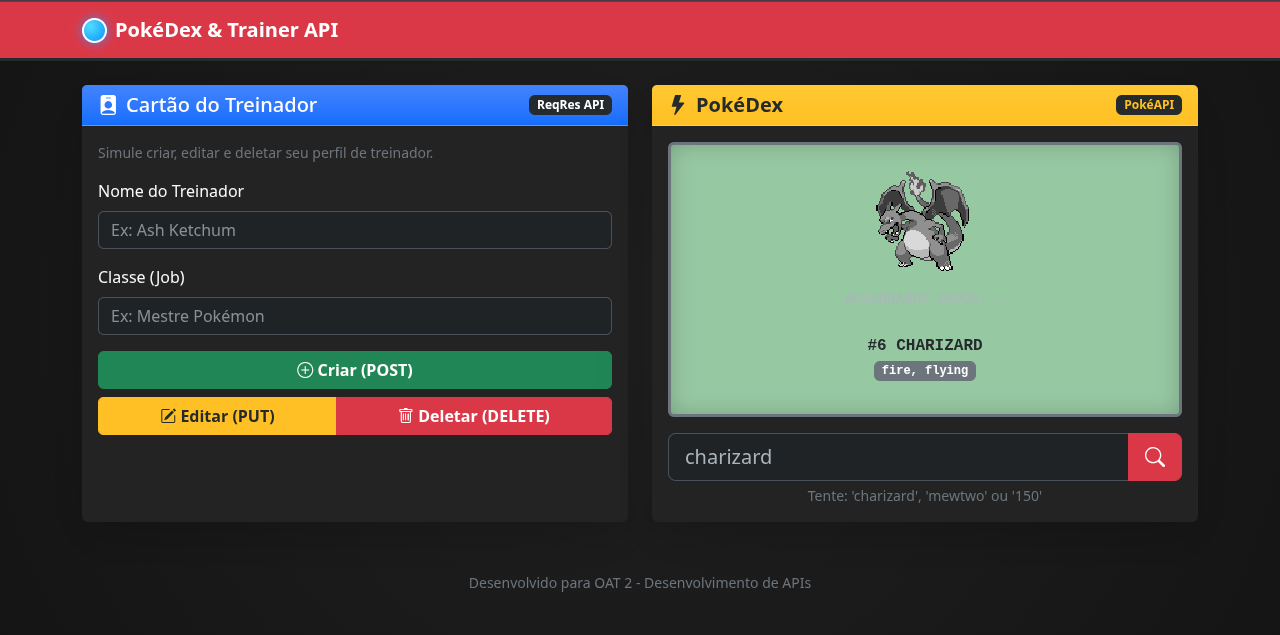 PokéDex & Trainer API
Cartão do Treinador
ReqRes API
Simule criar, editar e deletar seu perfil de treinador.
Nome do Treinador
Ex: Ash Ketchum
Classe (Job)
Ex: Mestre Pokémon
Criar (POST)
Editar (PUT)
Deletar (DELETE)
PokéDex
PokéAPI
#6 CHARIZARD
fire, flying
charizard
Tente: 'charizard', 'mewtwo' ou '150'
Desenvolvido para OAT 2 - Desenvolvimento de APIs